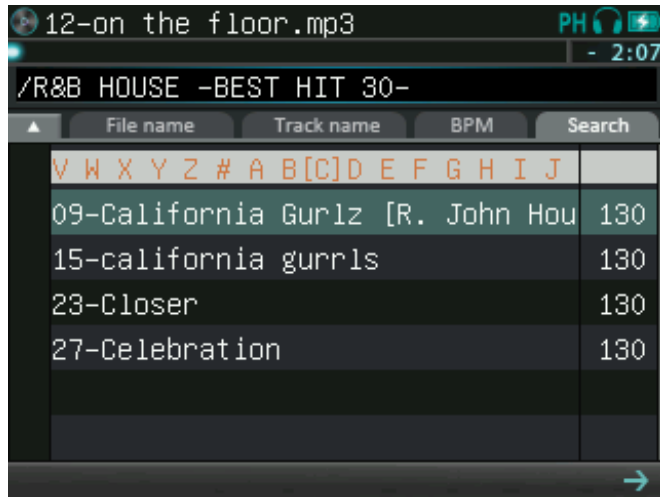 12-on the floor.mp3 PH
- 2:07
/R&B HOUSE -BEST HIT 30-
File name Track name BPM Search
V W X Y Z # A B[C]D E F G H I J
09-California Gurlz [R. John Hou 130
15-california gurrls 130
23-Closer 130
27-Celebration 130